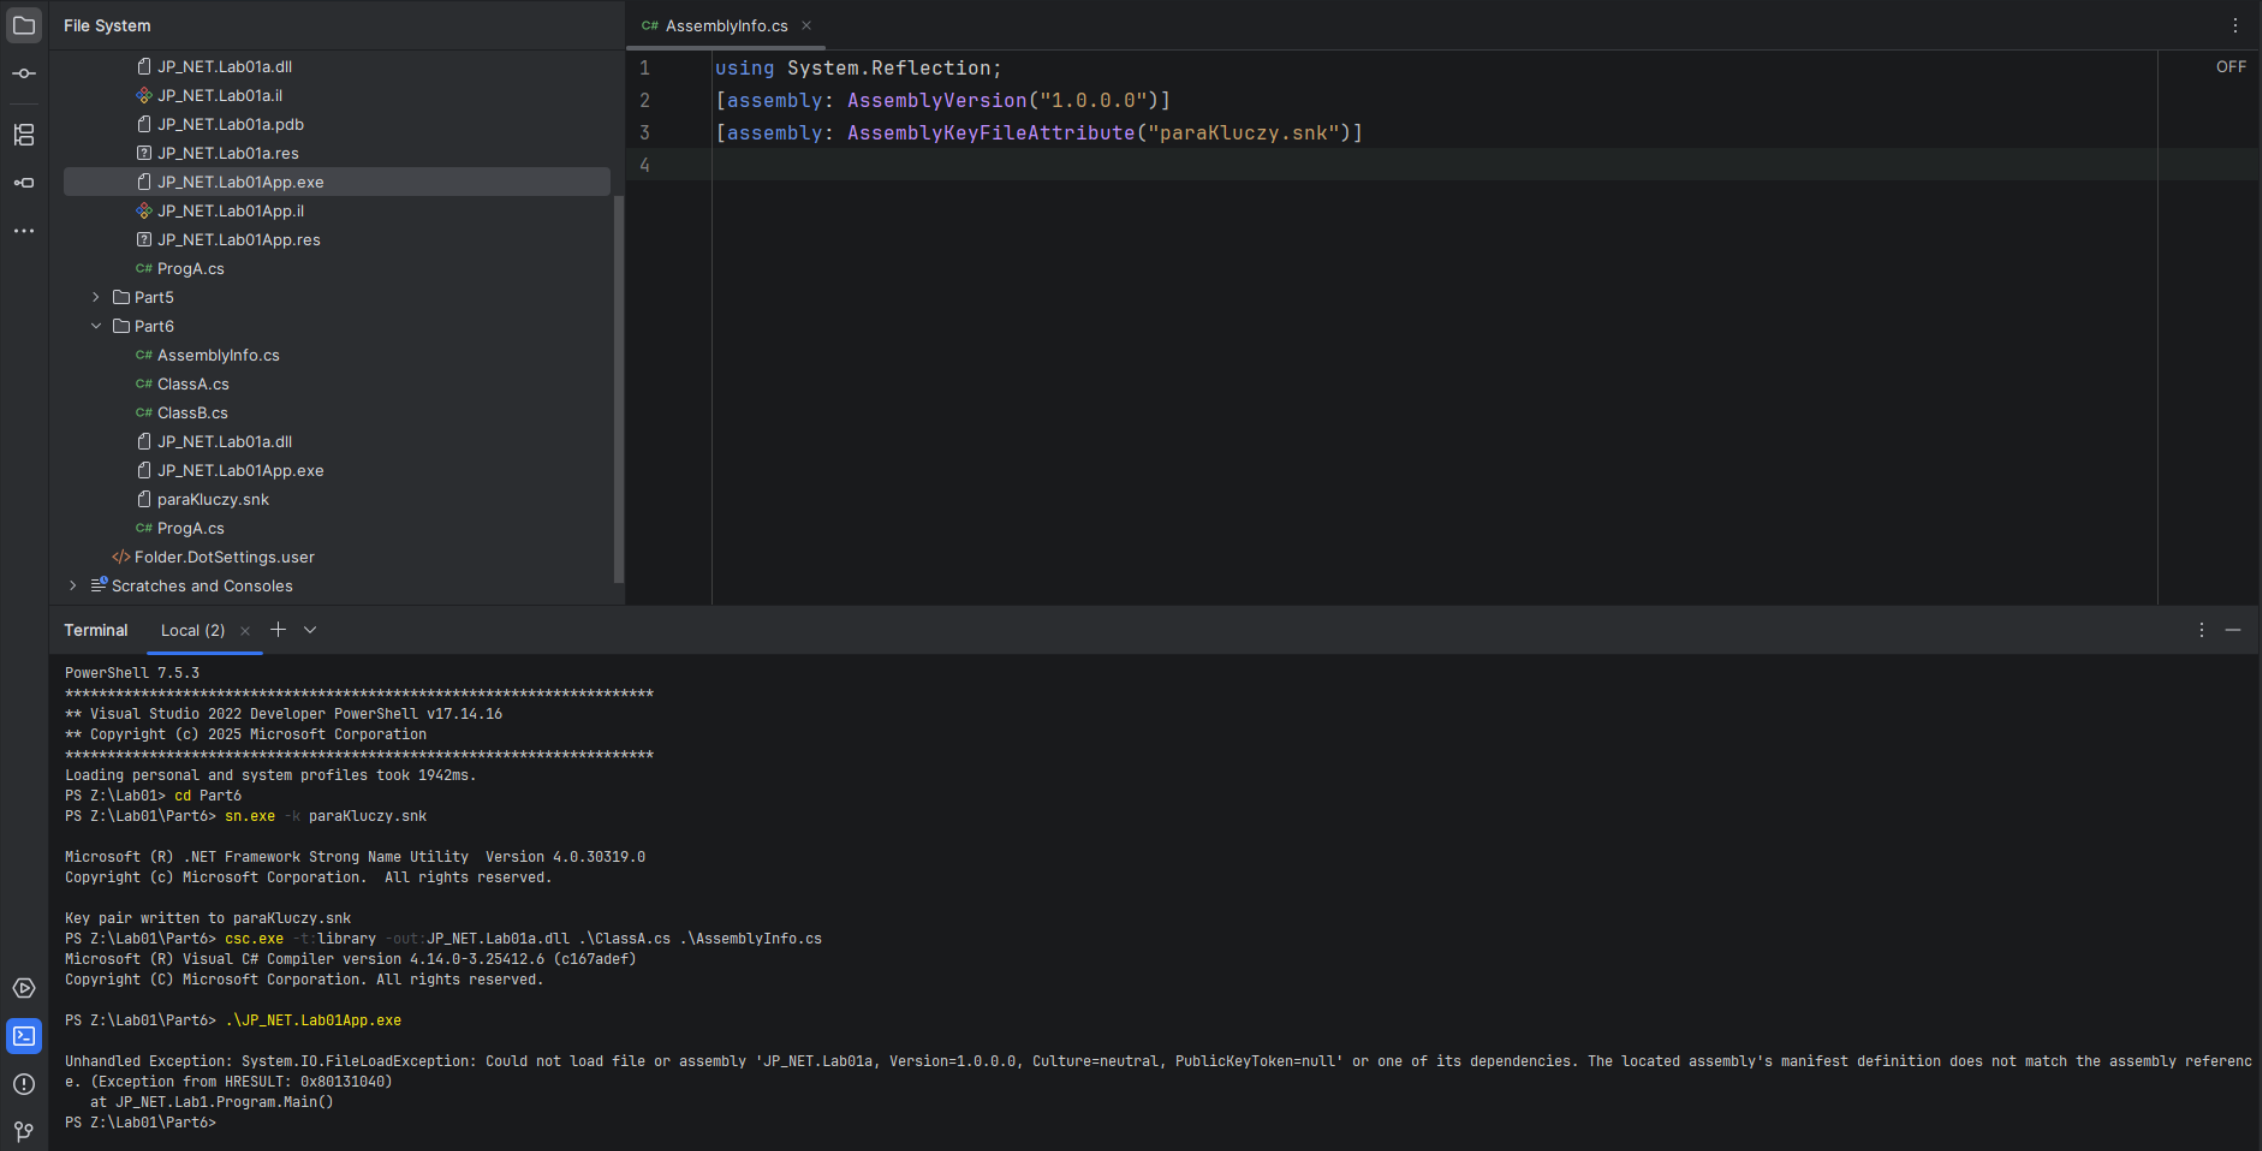 File System
JP_NET.Lab01a.dll
JP_NET.Lab01a.il
JP_NET.Lab01a.pdb
JP_NET.Lab01a.res
JP_NET.Lab01App.exe
JP_NET.Lab01App.il
JP_NET.Lab01App.res
C# ProgA.cs
Part5
Part6
C# AssemblyInfo.cs
C# ClassA.cs
C# ClassB.cs
JP_NET.Lab01a.dll
JP_NET.Lab01App.exe
paraKluczy.snk
C# ProgA.cs
</> Folder.DotSettings.user
Scratches and Consoles
C# AssemblyInfo.cs
OFF
1 using System.Reflection;
2 [assembly: AssemblyVersion("1.0.0.0")]
3 [assembly: AssemblyKeyFileAttribute("paraKluczy.snk")]
4
Terminal Local (2)
PowerShell 7.5.3
**********************************************************************
** Visual Studio 2022 Developer PowerShell v17.14.16
** Copyright (c) 2025 Microsoft Corporation
**********************************************************************
Loading personal and system profiles took 1942ms.
PS Z:\Lab01> cd Part6
PS Z:\Lab01\Part6> sn.exe -k paraKluczy.snk
Microsoft (R) .NET Framework Strong Name Utility  Version 4.0.30319.0
Copyright (c) Microsoft Corporation.  All rights reserved.
Key pair written to paraKluczy.snk
PS Z:\Lab01\Part6> csc.exe -t:library -out:JP_NET.Lab01a.dll .\ClassA.cs .\AssemblyInfo.cs
Microsoft (R) Visual C# Compiler version 4.14.0-3.25412.6 (c167adef)
Copyright (C) Microsoft Corporation. All rights reserved.
PS Z:\Lab01\Part6> .\JP_NET.Lab01App.exe
Unhandled Exception: System.IO.FileLoadException: Could not load file or assembly 'JP_NET.Lab01a, Version=1.0.0.0, Culture=neutral, PublicKeyToken=null' or one of its dependencies. The located assembly's manifest definition does not match the assembly referenc
e. (Exception from HRESULT: 0x80131040)
   at JP_NET.Lab1.Program.Main()
PS Z:\Lab01\Part6>